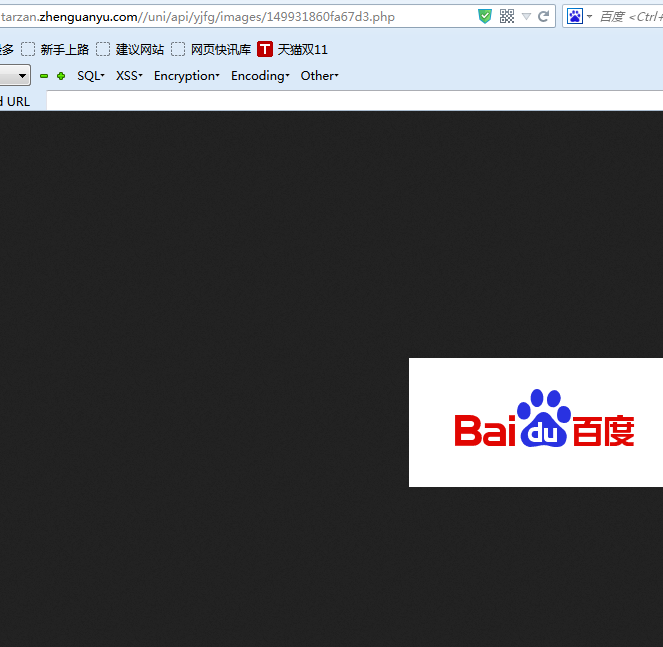 tarzan.zhenguanyu.com//uni/api/yjfg/images/149931860fa67d3.php 百度 <Ctrl+
多 新手上路 建议网站 网页快讯库 T 天猫双11
SQL XSS Encryption Encoding Other
d URL
Bai du 百度